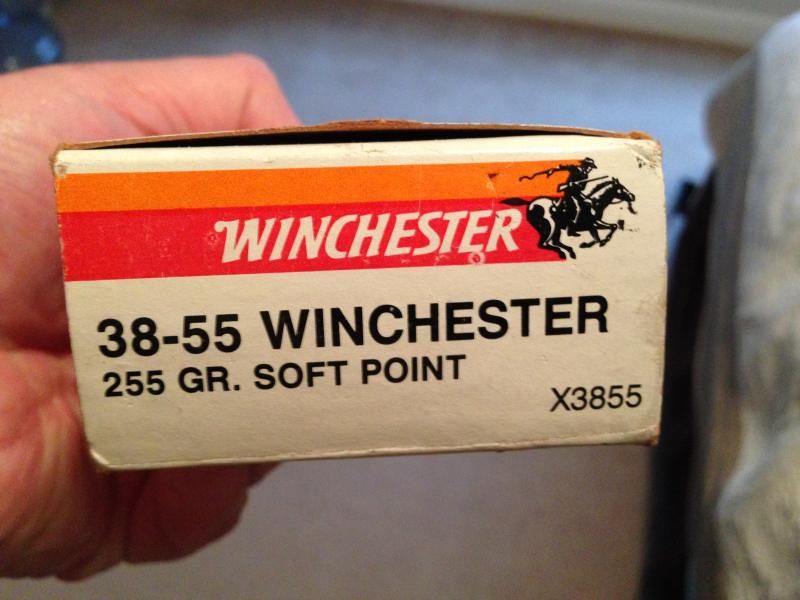 WINCHESTER
38-55 WINCHESTER
255 GR. SOFT POINT
X3855